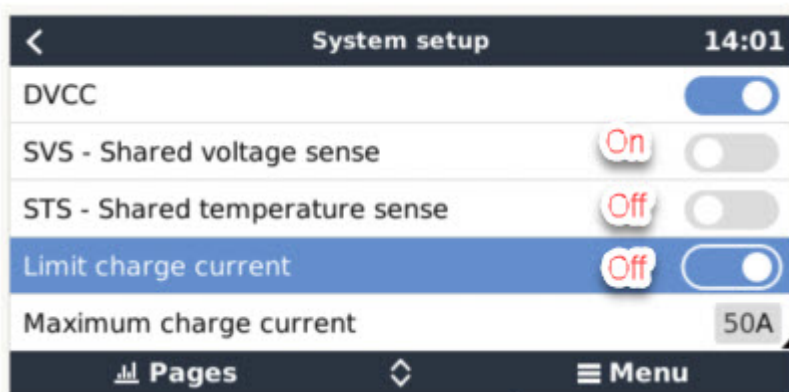 System setup 14:01
DVCC
SVS - Shared voltage sense On
STS - Shared temperature sense Off
Limit charge current Off
Maximum charge current 50A
Pages Menu